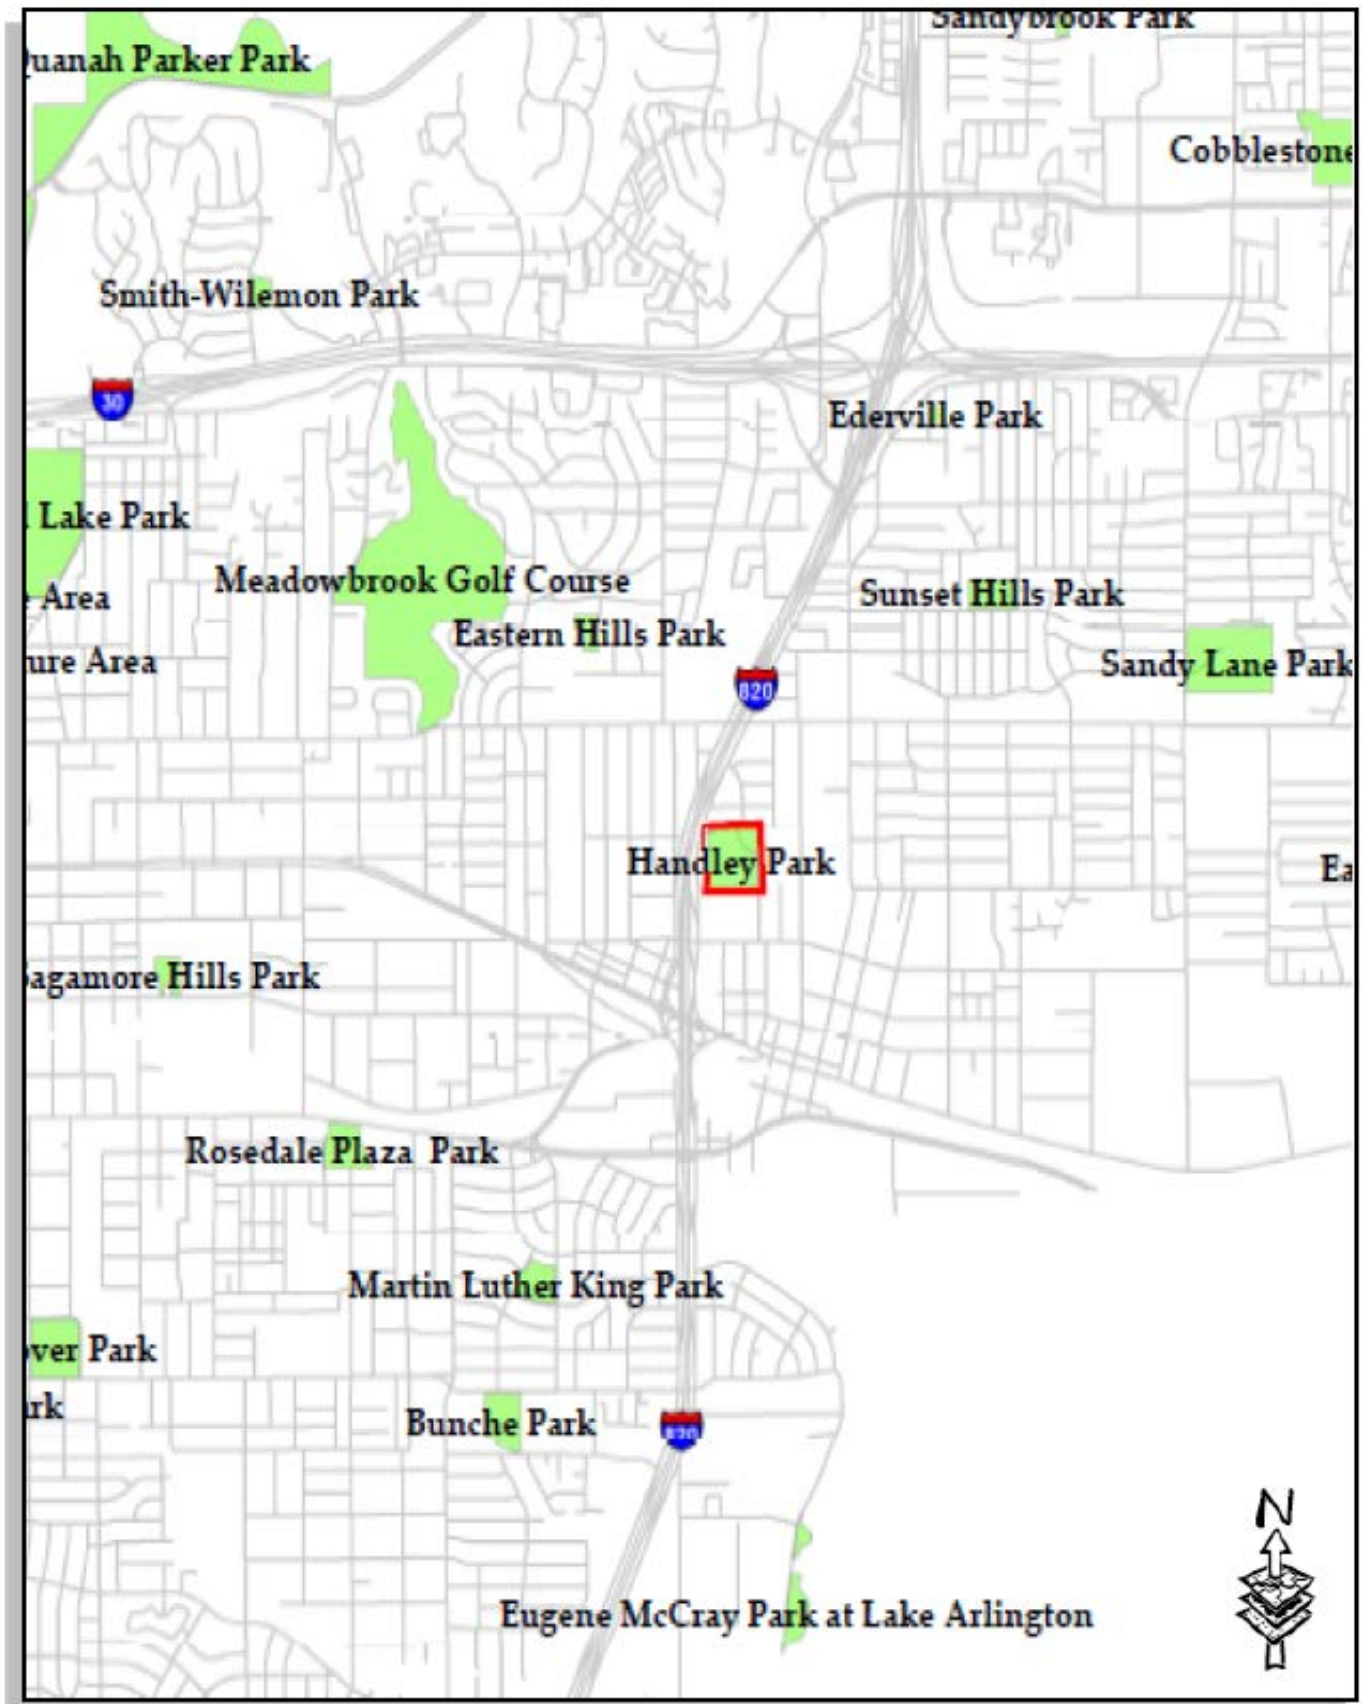 Sandybrook Park
uanah Parker Park
Cobblestone
Smith-Wilemon Park
30
Ederville Park
Lake Park
Meadowbrook Golf Course
Area
Sunset Hills Park
Eastern Hills Park
ure Area
Sandy Lane Park
820
Handley Park
Ea
agamore Hills Park
Rosedale Plaza Park
Martin Luther King Park
ver Park
rk
Bunche Park
820
N
Eugene McCray Park at Lake Arlington